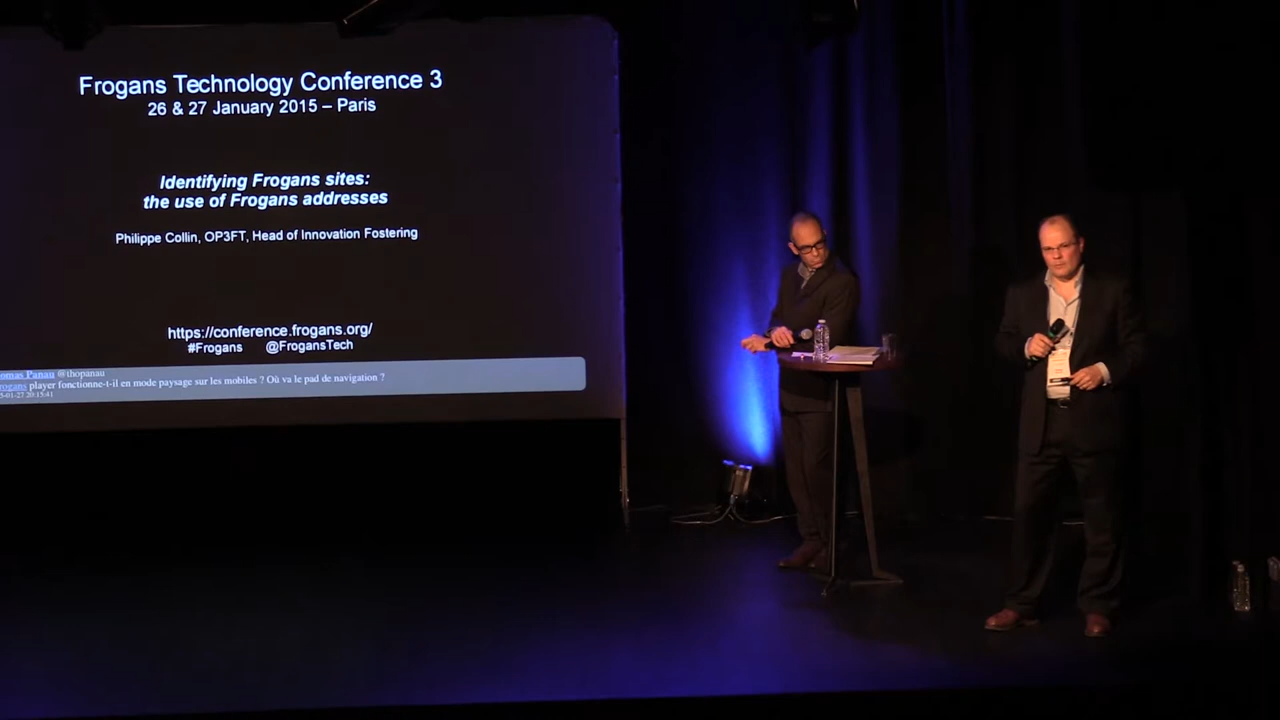 Frogans Technology Conference 3
26 & 27 January 2015 – Paris
Identifying Frogans sites:
the use of Frogans addresses
Philippe Collin, OP3FT, Head of Innovation Fostering
https://conference.frogans.org/
#Frogans @FrogansTech
omas Panau @thopanau
rogans player fonctionne-t-il en mode paysage sur les mobiles ? Où va le pad de navigation ?
5-01-27 20:15:41